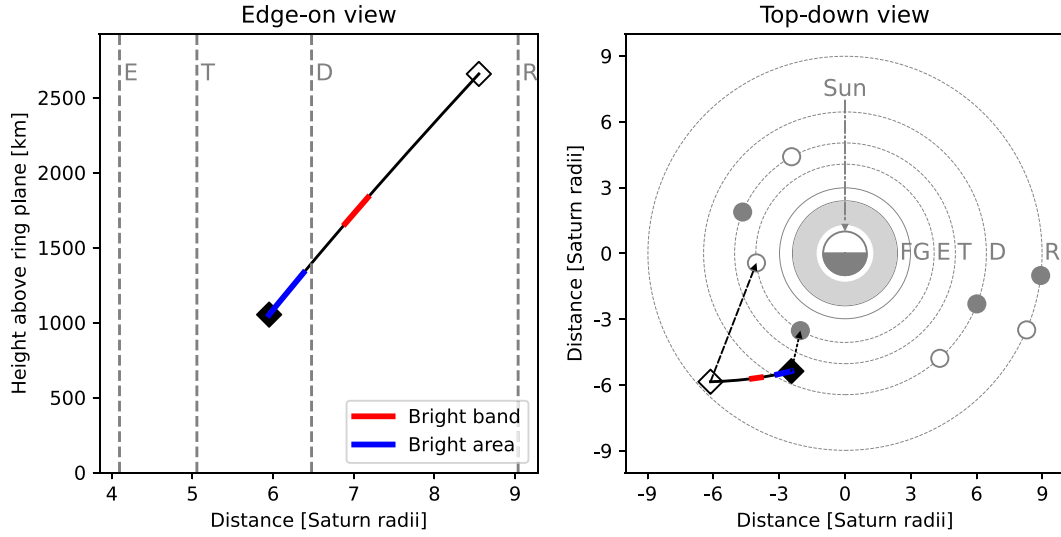 Edge-on view
Height above ring plane [km]
2500
2000
1500
1000
500
0
E
T
D
R
Bright band
Bright area
4
5
6
7
8
9
Distance [Saturn radii]
Top-down view
Distance [Saturn radii]
9
6
3
0
-3
-6
-9
Sun
F G E T D R
-9
-6
-3
0
3
6
9
Distance [Saturn radii]